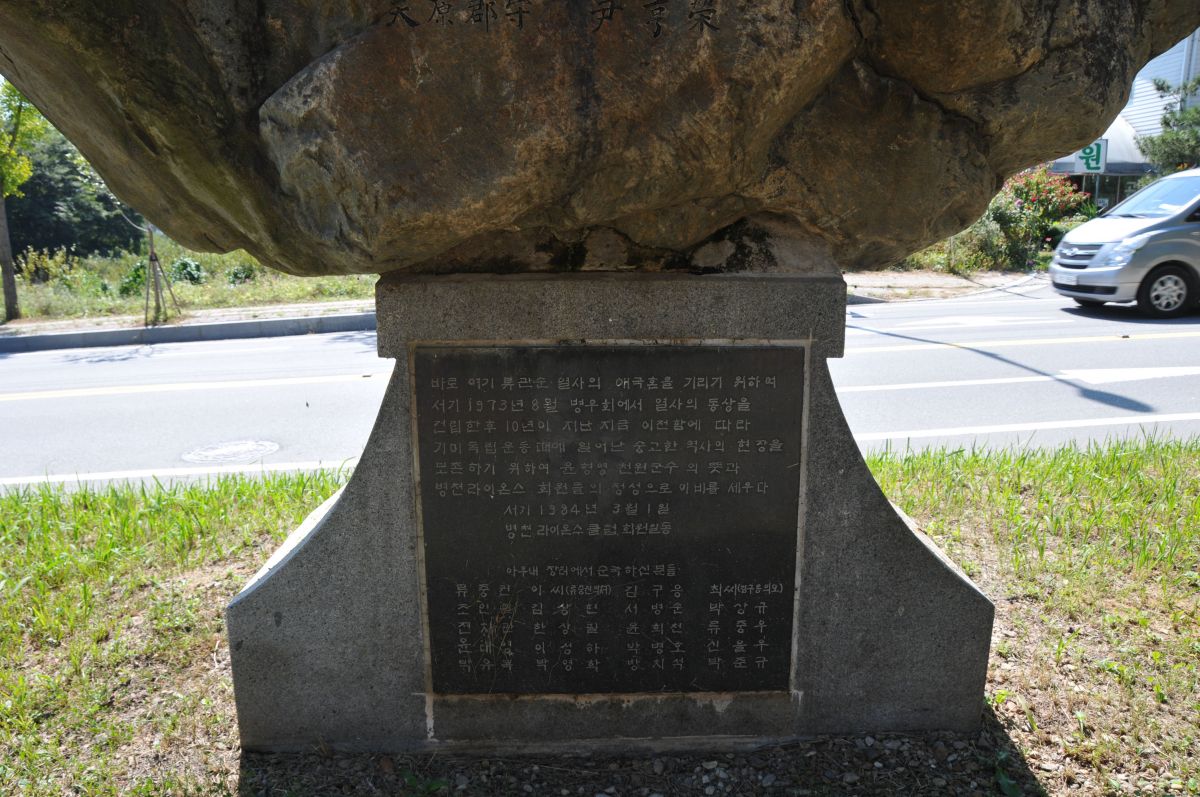 天原郡守 尹亨榮
원
바로 여기 류관순 열사의 애국혼을 기리기 위하여
서기 1973년 8월 병우회에서 열사의 동상을
건립한후 10년이 지난 지금 이전함에 따라
기미독립운동때에 일어난 숭고한 역사의 현장을
보존하기 위하여 윤형영 천원군수의 뜻과
병천라이온스 회원들의 정성으로 이비를 세우다
서기 1984년 3월 1일
병천 라이온스 클럽 회원일동
아우내 장터에서 순국하신분들
류중권 이씨 김구응 최씨
조인원 김상헌 서병순 박상규
전치관 한상필 윤희천 류중우
윤대섭 이성하 박병호 신을우
박유복 박영학 방치석 박준규